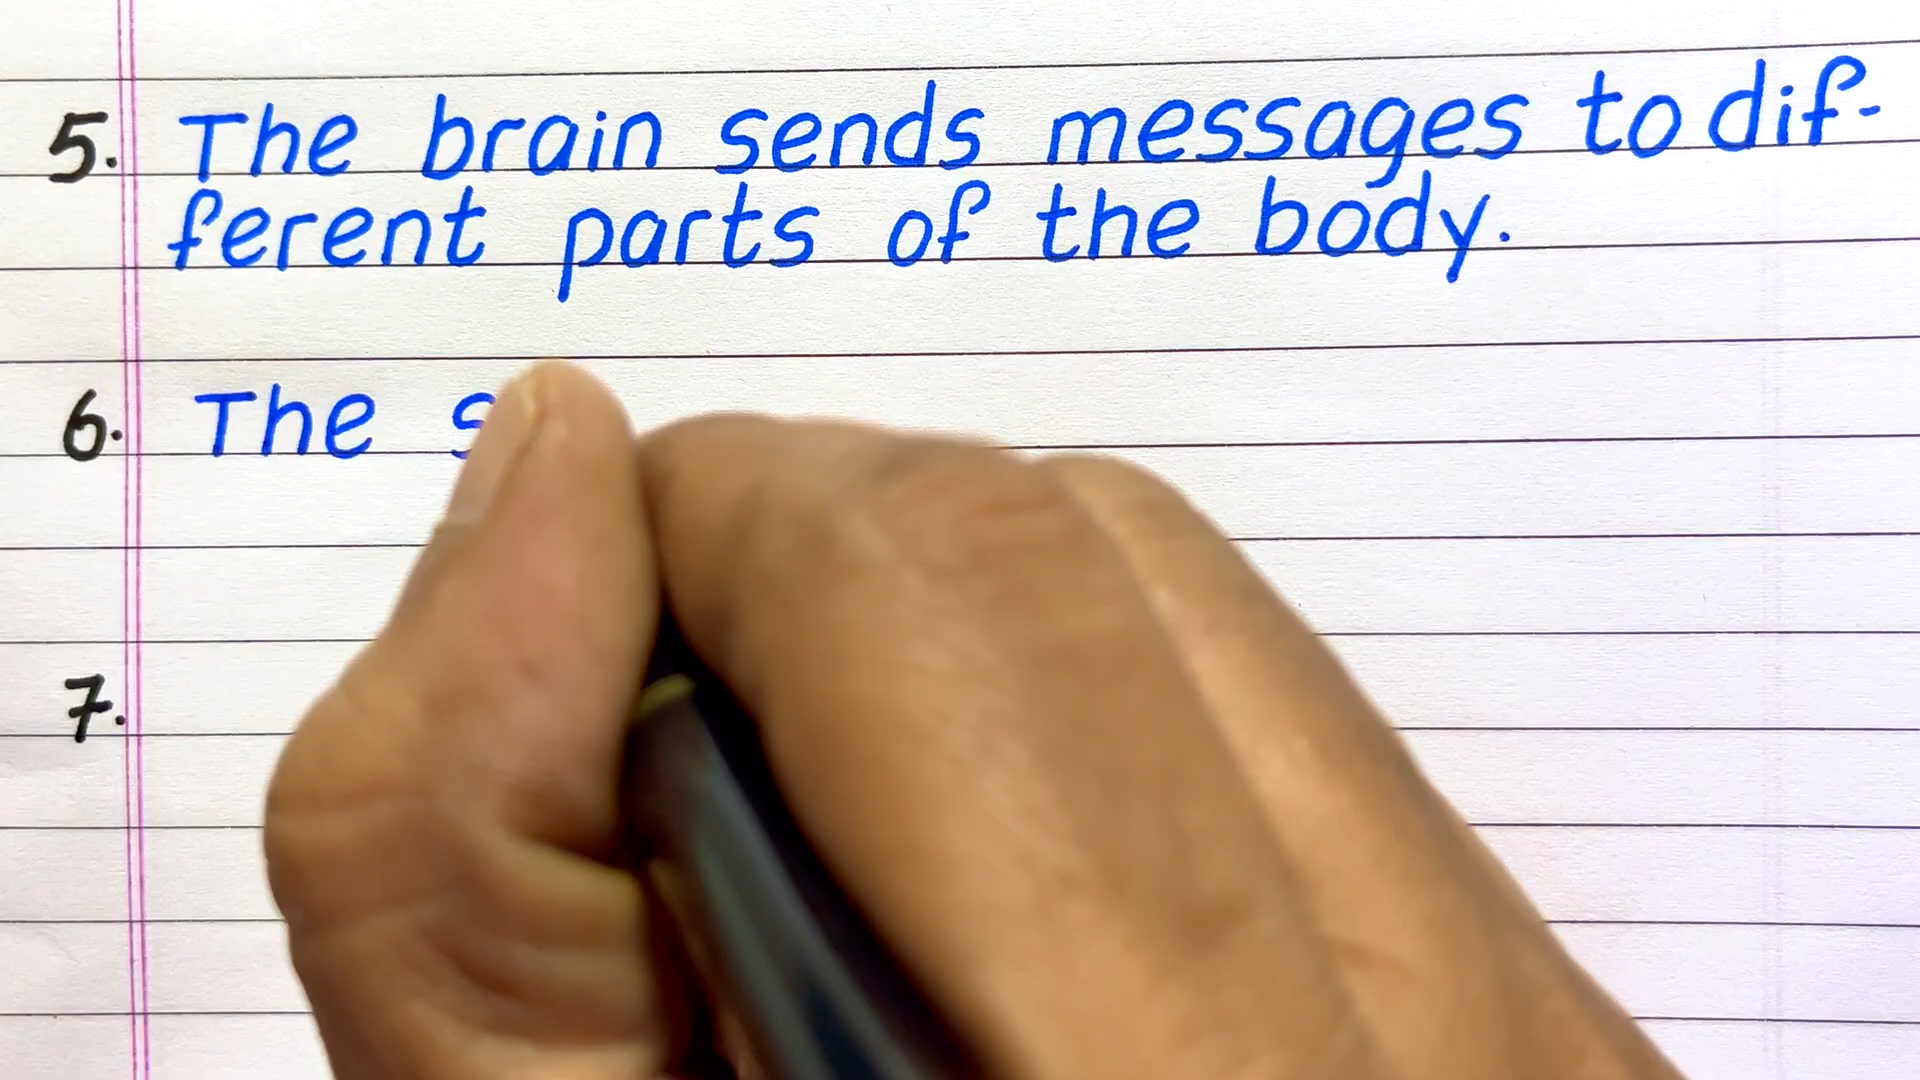 5. The brain sends messages to dif-
ferent parts of the body.
6. The s
7.